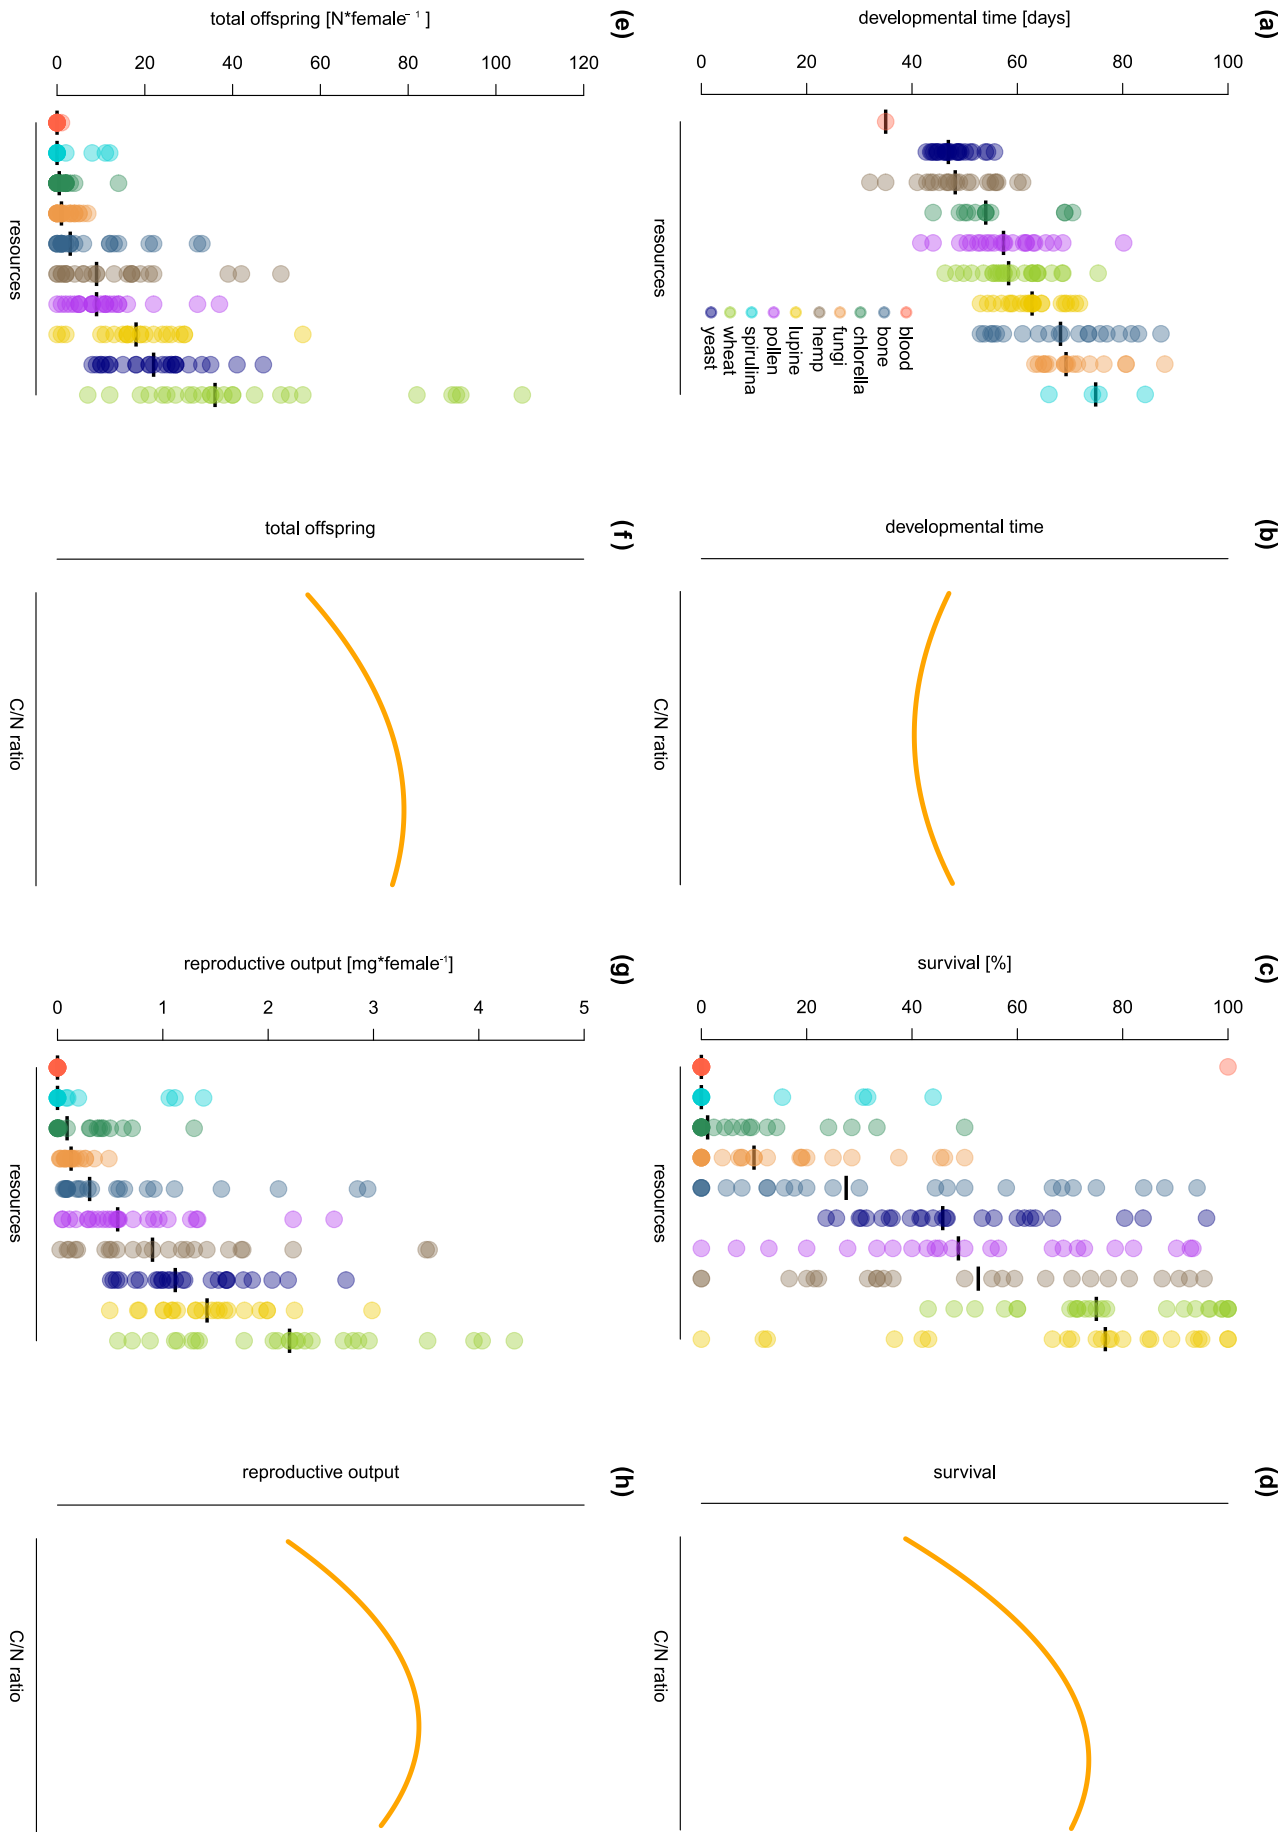 (a)
developmental time [days]
0 20 40 60 80 100
resources
blood
bone
chlorella
fungi
hemp
lupine
pollen
spirulina
wheat
yeast
(b)
developmental time
C/N ratio
(c)
survival [%]
0 20 40 60 80 100
resources
(d)
survival
C/N ratio
(e)
total offspring [N*female⁻¹ ]
0 20 40 60 80 100 120
resources
(f)
total offspring
C/N ratio
(g)
reproductive output [mg*female⁻¹]
0 1 2 3 4 5
resources
(h)
reproductive output
C/N ratio